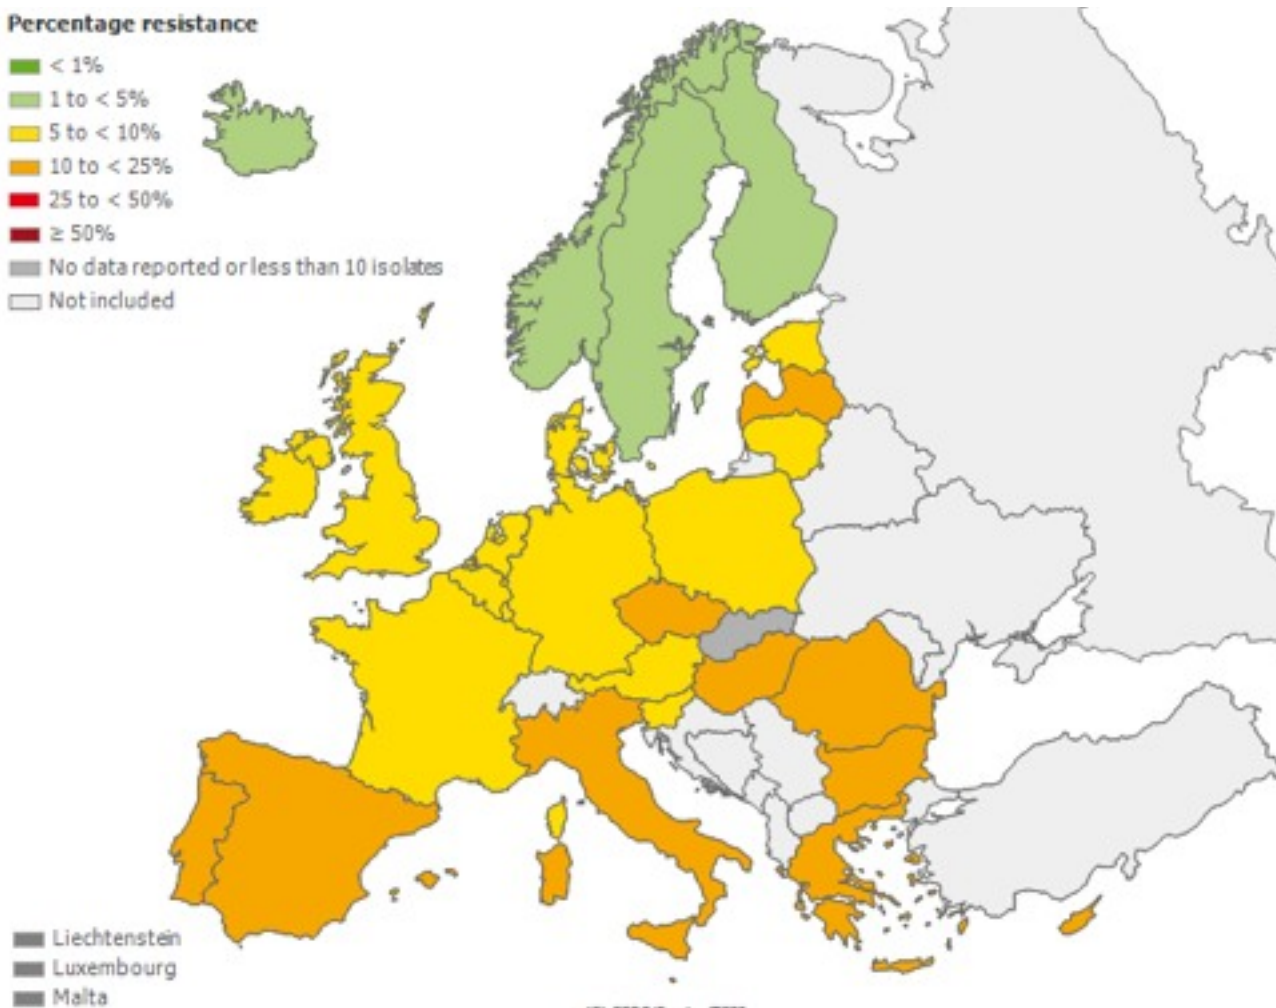 Percentage resistance
< 1%
1 to < 5%
5 to < 10%
10 to < 25%
25 to < 50%
≥ 50%
No data reported or less than 10 isolates
Not included
Liechtenstein
Luxembourg
Malta